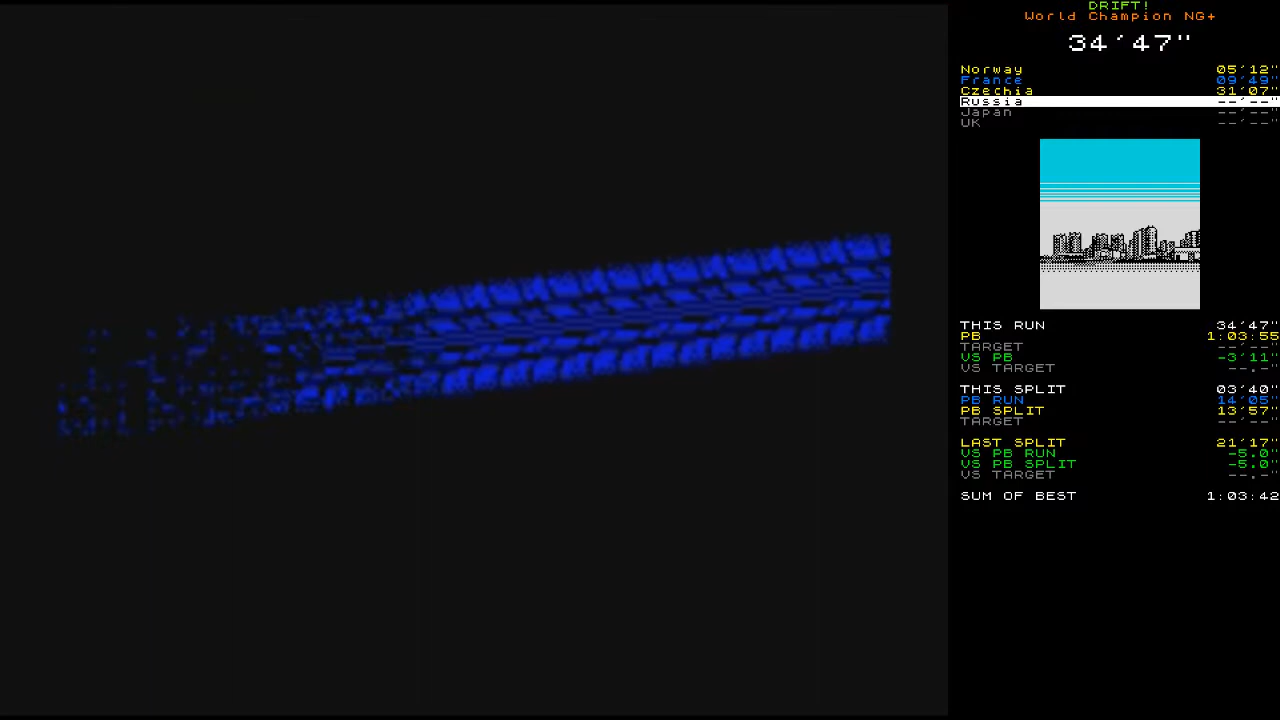 DRIFT!
World Champion NG+
34'47"
Norway 05'12"
France 09'49"
Czechia 31'07"
Russia --'--"
Japan --'--"
UK --'--"
THIS RUN 34'47"
PB 1:03'55
TARGET --'--"
VS PB -3'11"
VS TARGET --.-"
THIS SPLIT 03'40"
PB RUN 14'05"
PB SPLIT 13'57"
TARGET --'--"
LAST SPLIT 21'17"
VS PB RUN -5.0"
VS PB SPLIT -5.0"
VS TARGET --.-"
SUM OF BEST 1:03'42